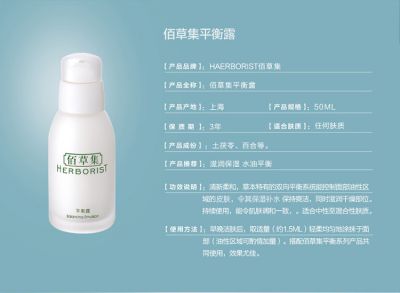 佰草集平衡露
【产品品牌】：HAERBORIST佰草集
【产品全称】：佰草集平衡露
【产品产地】：上海 【产品规格】：50ML
【保 质 期】：3年 【适合肤质】：任何肤质
【产品成份】：土茯苓、百合等。
【产品推荐】：滋润保湿 水油平衡
【功效说明】：清新柔和，草本特有的双向平衡系统能控制面部油性区
域的皮肤，令其保湿补水 保持爽洁，同时滋润干燥部位。
持续使用，能令肌肤调和一致，。适合中性至混合性肤质。
【使用方法】：早晚洁肤后，取适量（约1.5ML）轻柔均匀地涂抹于面
部（油性区域可酌情加量）。搭配佰草集平衡系列产品共
同使用，效果尤佳。
佰草集
HERBORIST
平衡露
Balancing Emulsion